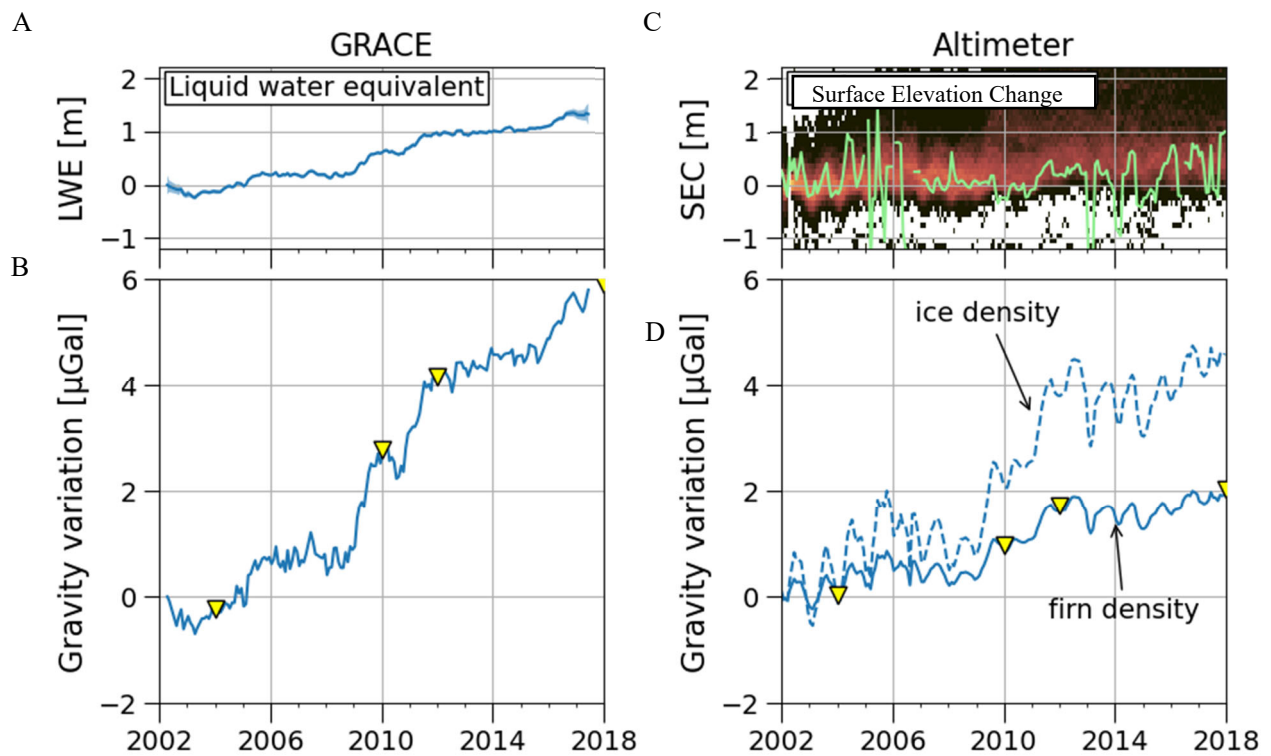 A
GRACE
Liquid water equivalent
LWE [m]
2
1
0
−1
B
Gravity variation [µGal]
6
4
2
0
−2
2002 2006 2010 2014 2018
C
Altimeter
Surface Elevation Change
SEC [m]
2
1
0
−1
D
Gravity variation [µGal]
6
4
2
0
−2
ice density
firn density
2002 2006 2010 2014 2018